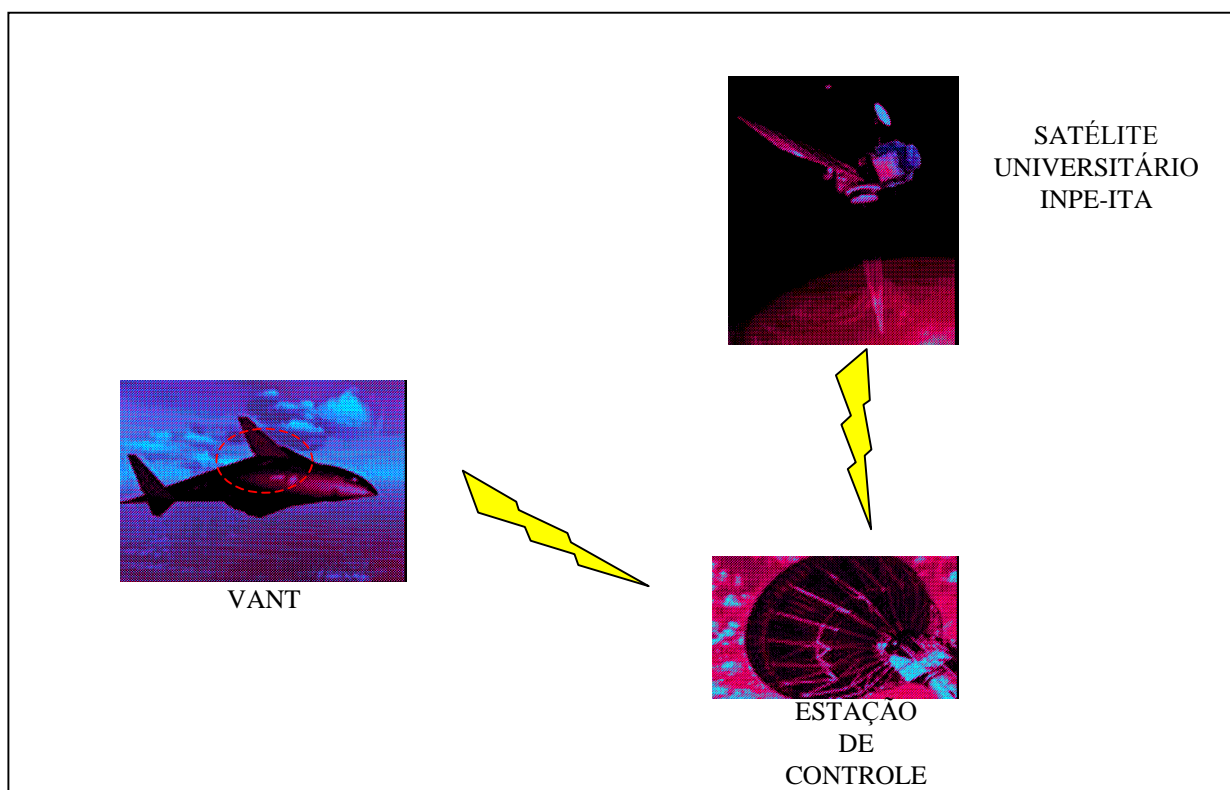 SATÉLITE
UNIVERSITÁRIO
INPE-ITA
VANT
ESTAÇÃO
DE
CONTROLE